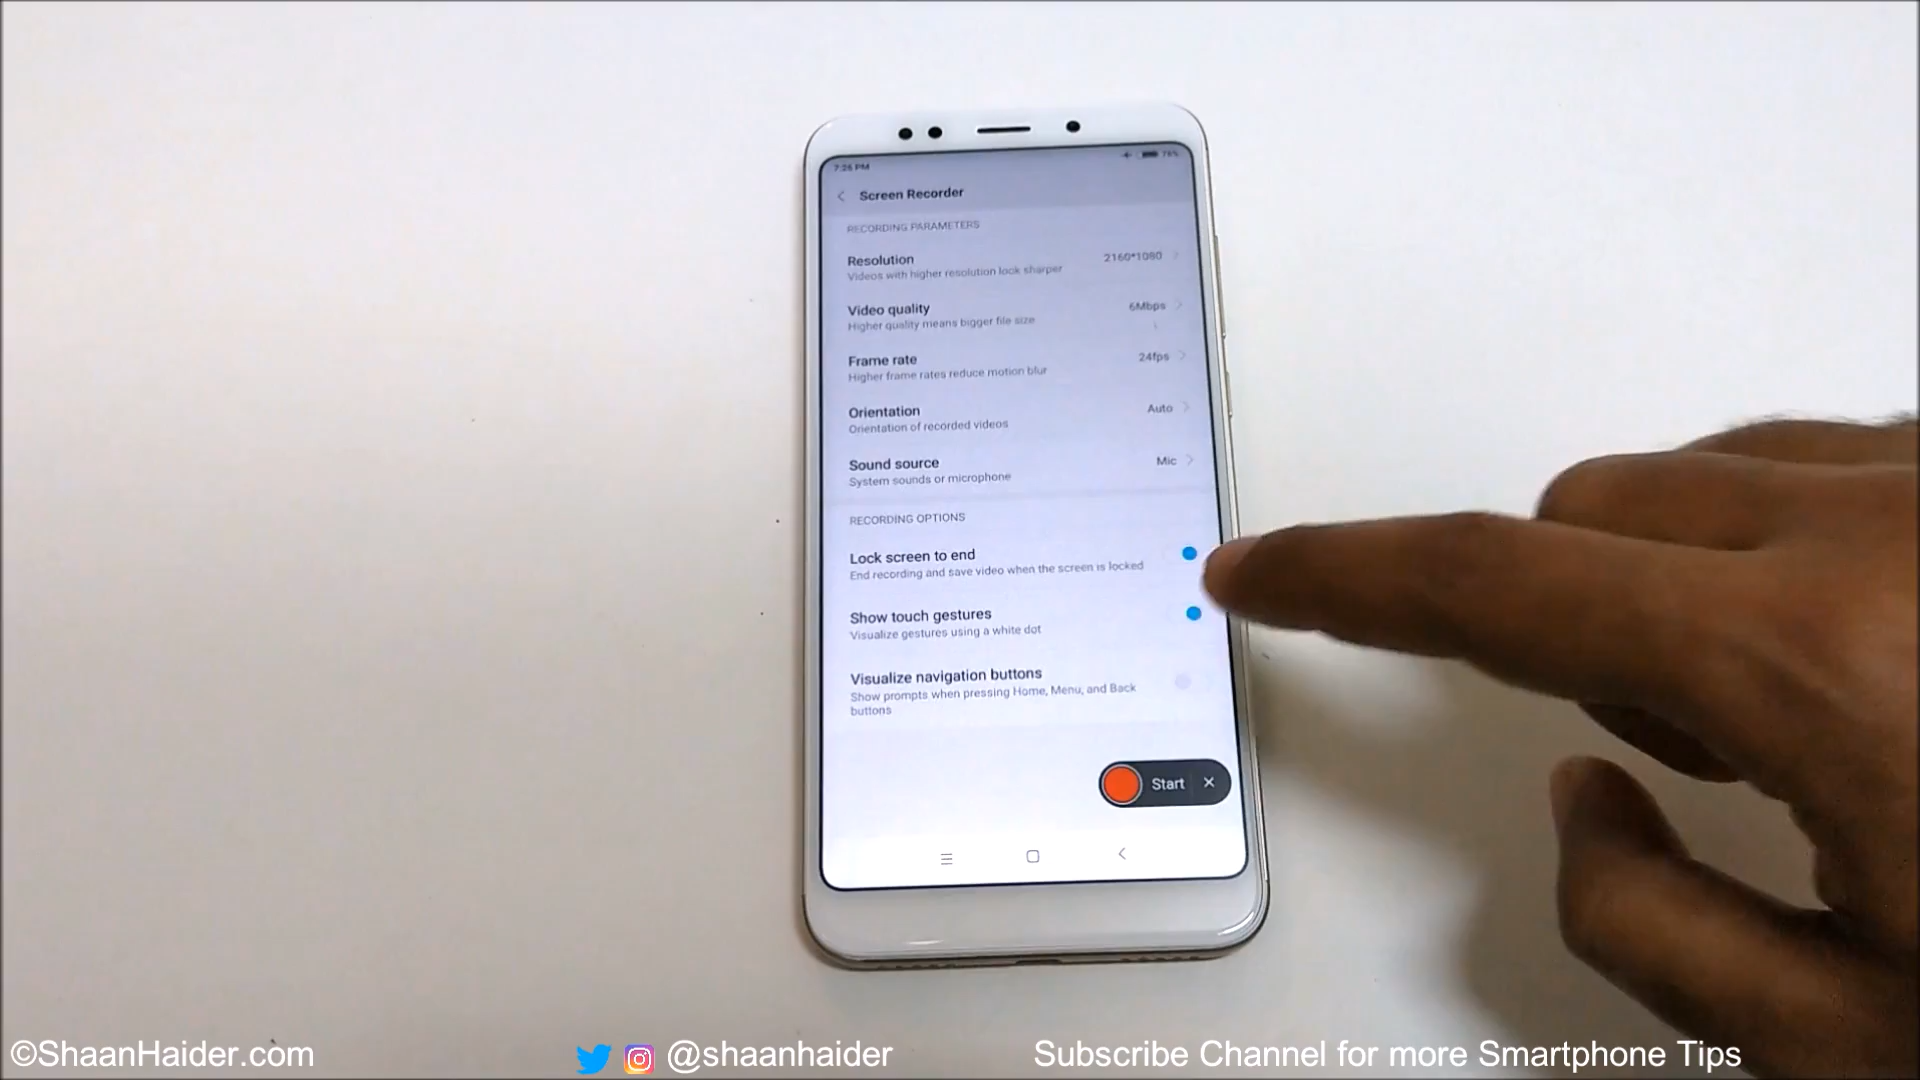 7:26 PM
76%
Screen Recorder
RECORDING PARAMETERS
Resolution
2160*1080
Videos with higher resolution look sharper
Video quality
6Mbps
Higher quality means bigger file size
Frame rate
24fps
Higher frame rates reduce motion blur
Orientation
Auto
Orientation of recorded videos
Sound source
Mic
System sounds or microphone
RECORDING OPTIONS
Lock screen to end
End recording and save video when the screen is locked
Show touch gestures
Visualize gestures using a white dot
Visualize navigation buttons
Show prompts when pressing Home, Menu, and Back
buttons
Start
©ShaanHaider.com
@shaanhaider
Subscribe Channel for more Smartphone Tips